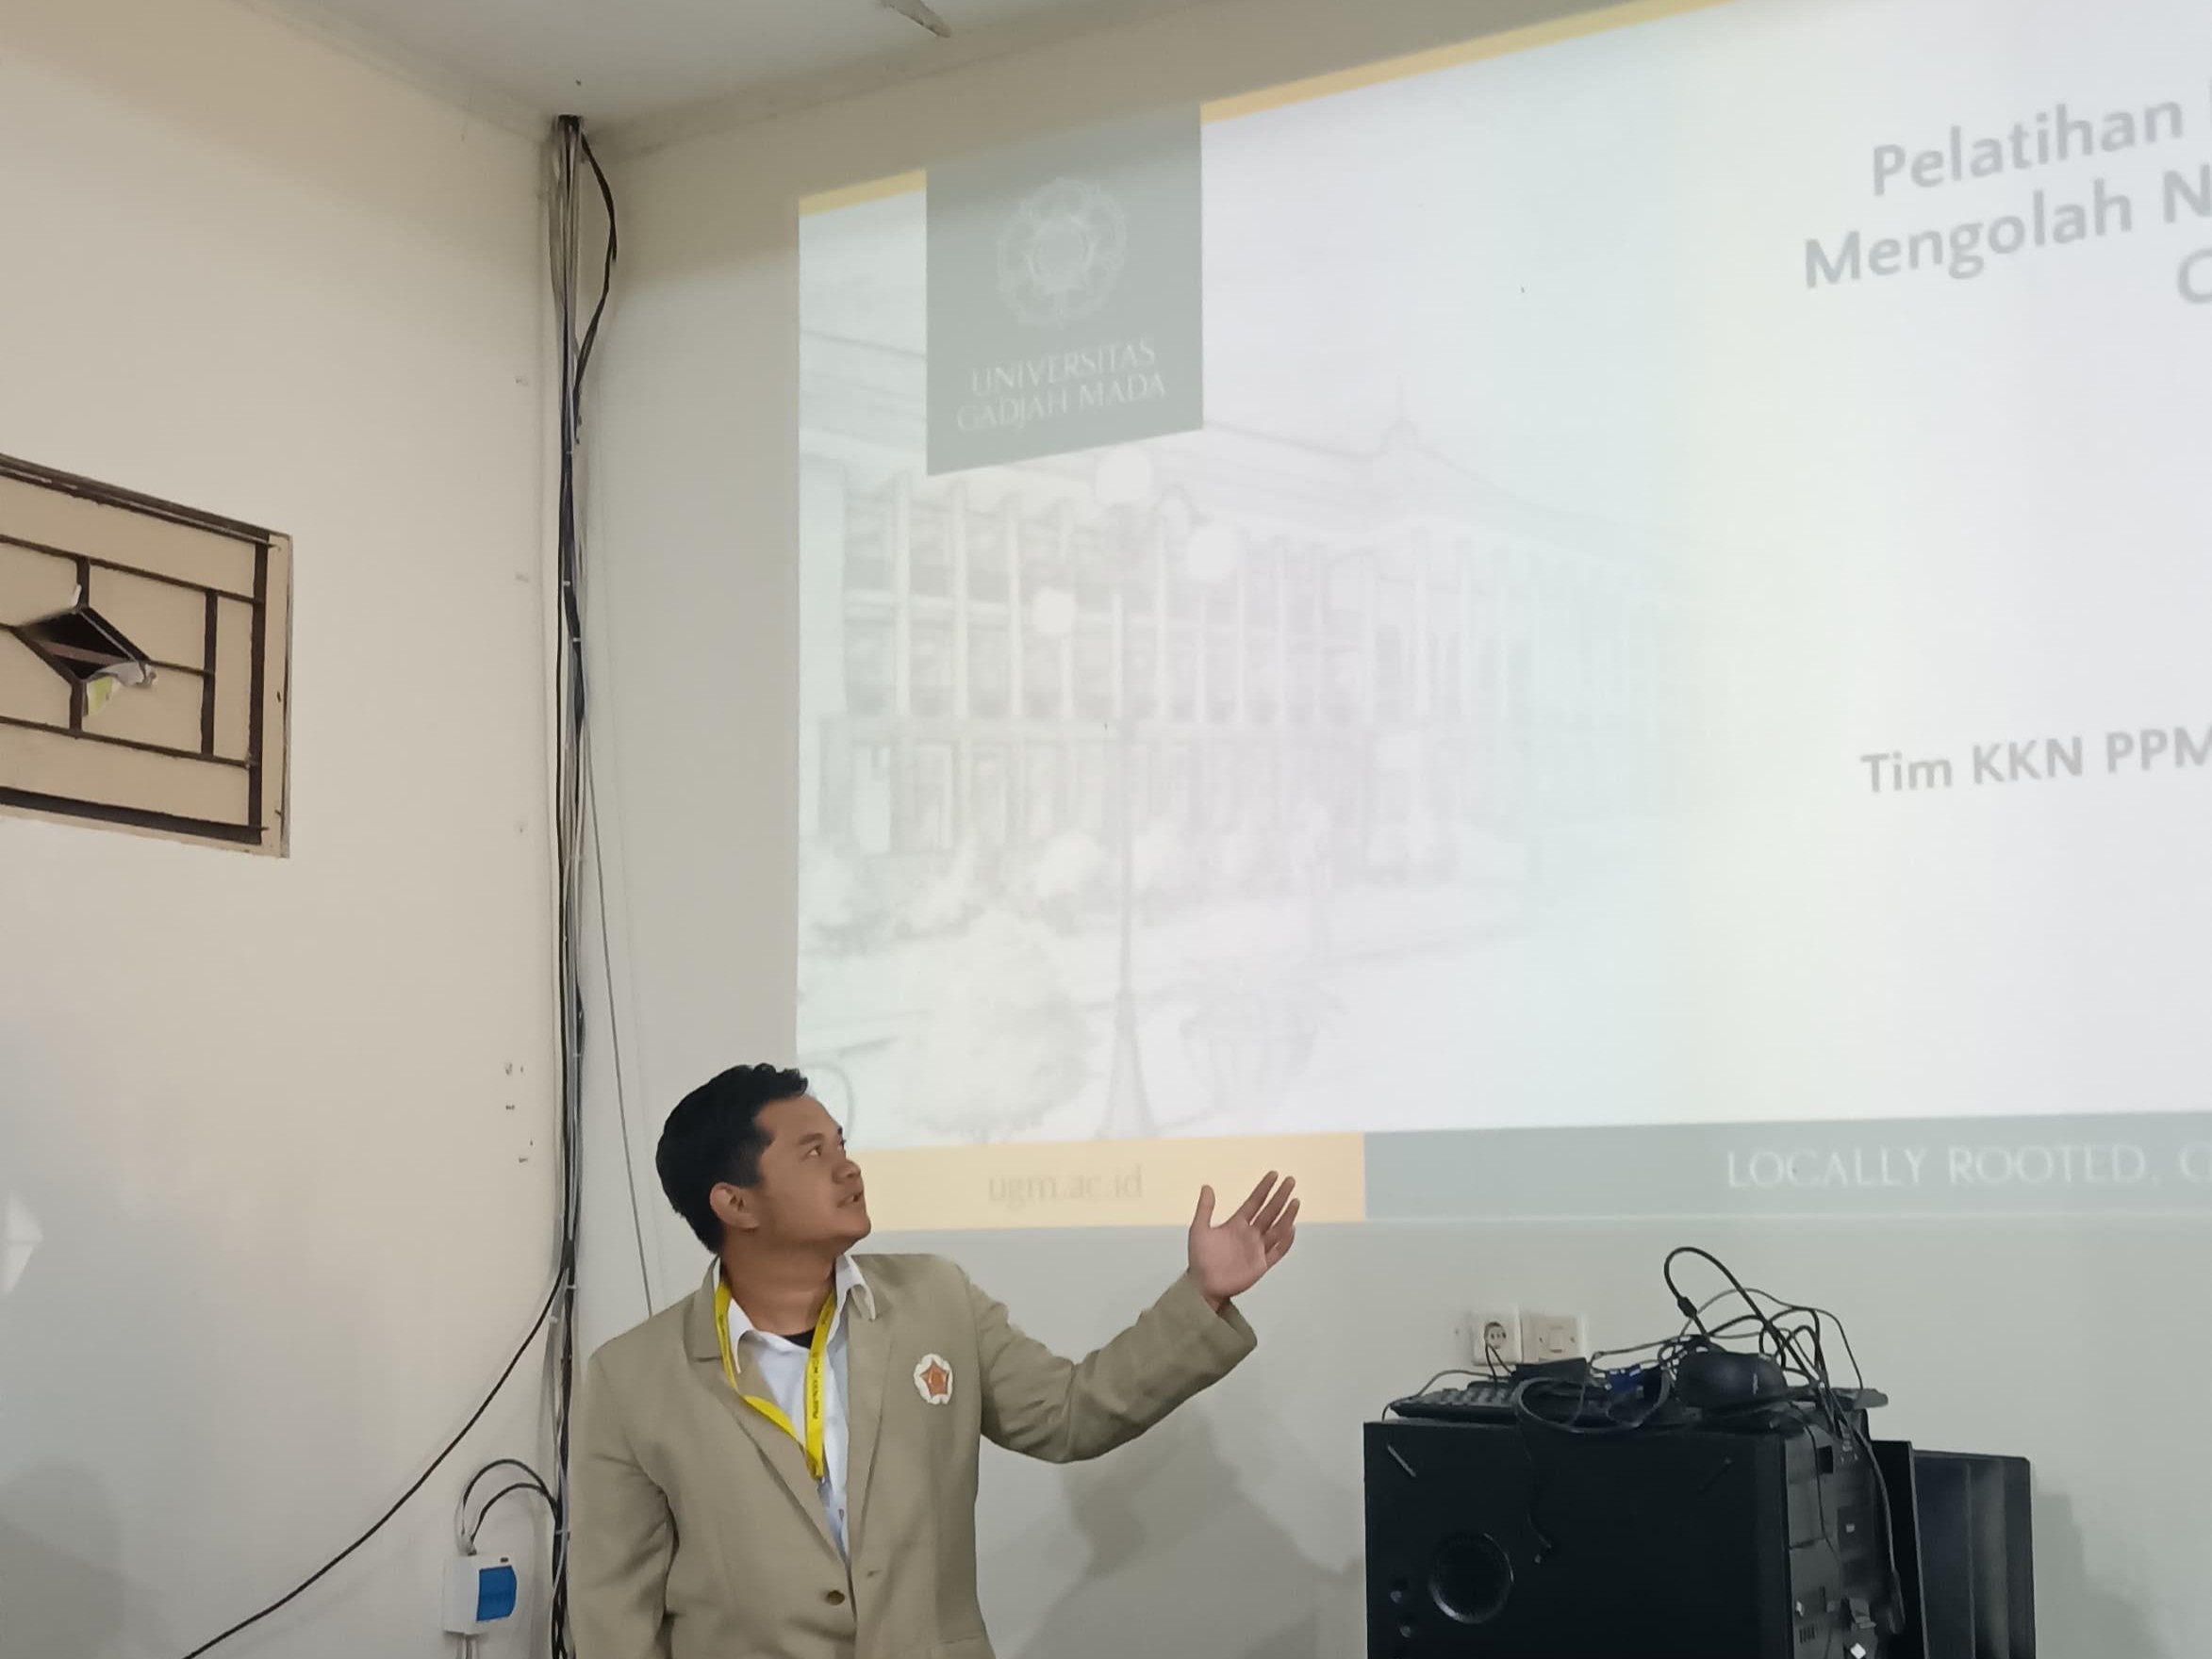 UNIVERSITAS
GADJAH MADA
Pelatihan
Mengolah
Tim KKN PPM
ugm.ac.id
LOCALLY ROOTED,